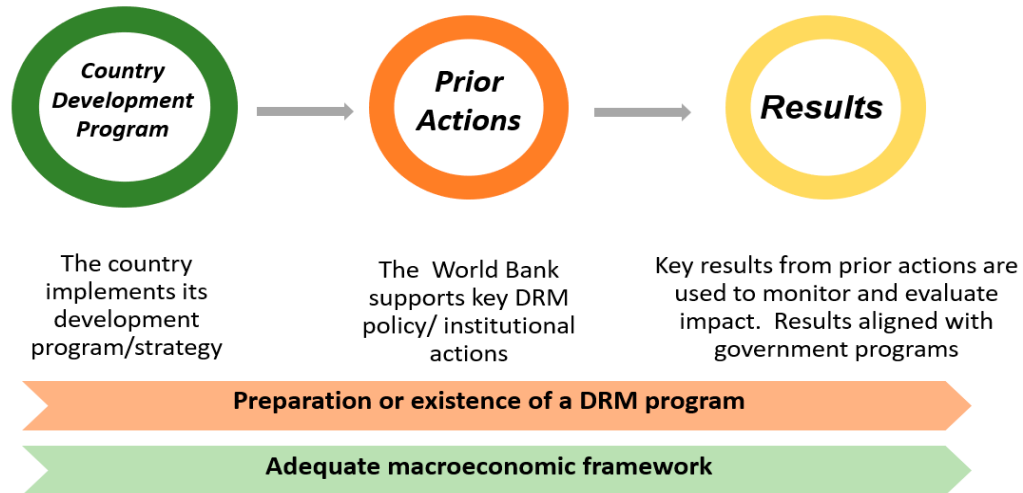 Country
Development
Program
Prior
Actions
Results
The country
implements its
development
program/strategy
The World Bank
supports key DRM
policy/ institutional
actions
Key results from prior actions are
used to monitor and evaluate
impact. Results aligned with
government programs
Preparation or existence of a DRM program
Adequate macroeconomic framework